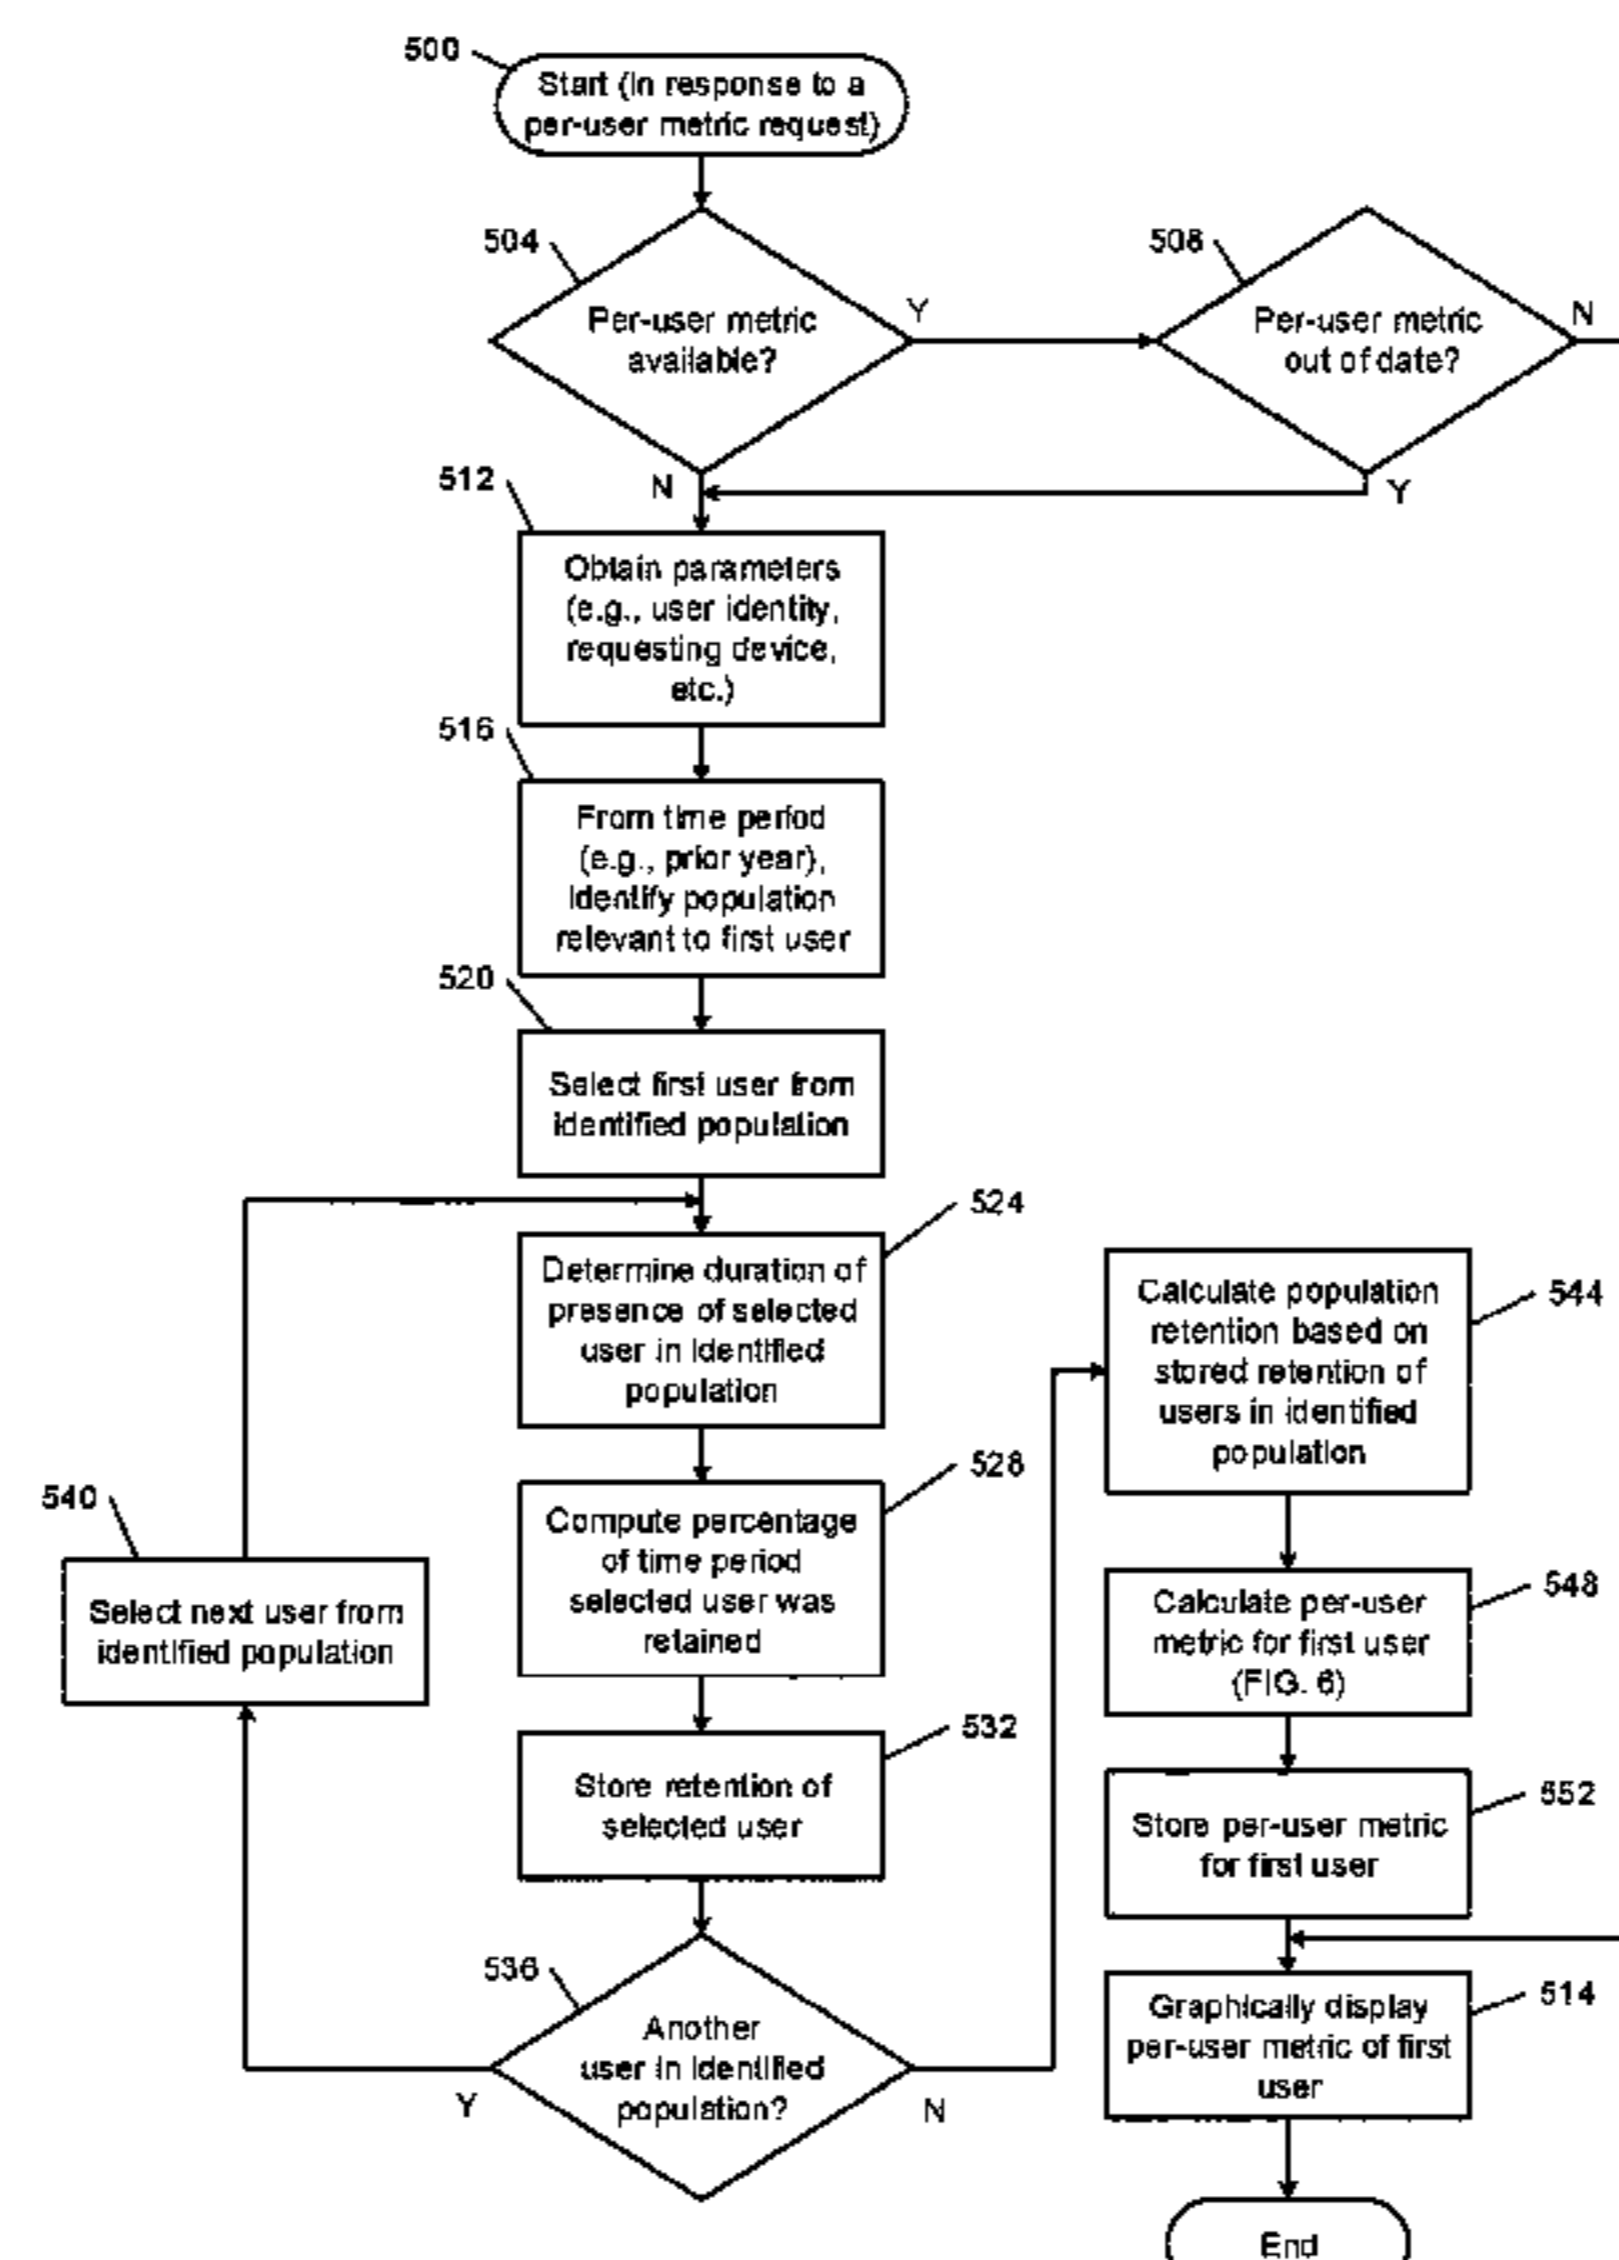 500
Start (in response to a
per-user metric request)
504
Per-user metric
available?
Y
N
508
Per-user metric
out of date?
N
Y
512
Obtain parameters
(e.g., user identity,
requesting device,
etc.)
516
From time period
(e.g., prior year),
identify population
relevant to first user
520
Select first user from
identified population
524
Determine duration of
presence of selected
user in identified
population
528
Compute percentage
of time period
selected user was
retained
532
Store retention of
selected user
536
Another
user in identified
population?
Y
N
540
Select next user from
identified population
544
Calculate population
retention based on
stored retention of
users in identified
population
548
Calculate per-user
metric for first user
(FIG. 6)
552
Store per-user metric
for first user
514
Graphically display
per-user metric of first
user
End